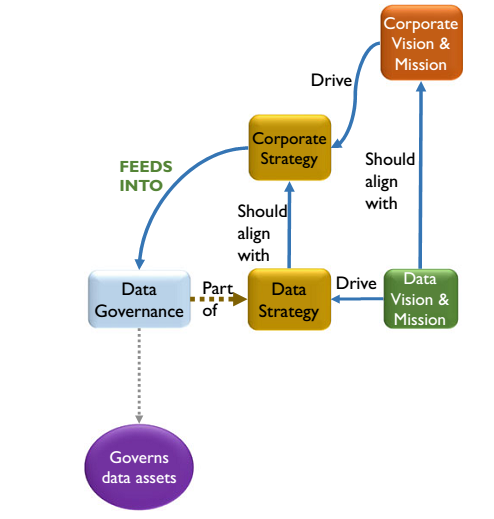 Corporate
Vision &
Mission
Drive
Corporate
Strategy
FEEDS
INTO
Should
align
with
Should
align
with
Data
Governance
Part
of
Data
Strategy
Drive
Data
Vision &
Mission
Governs
data assets